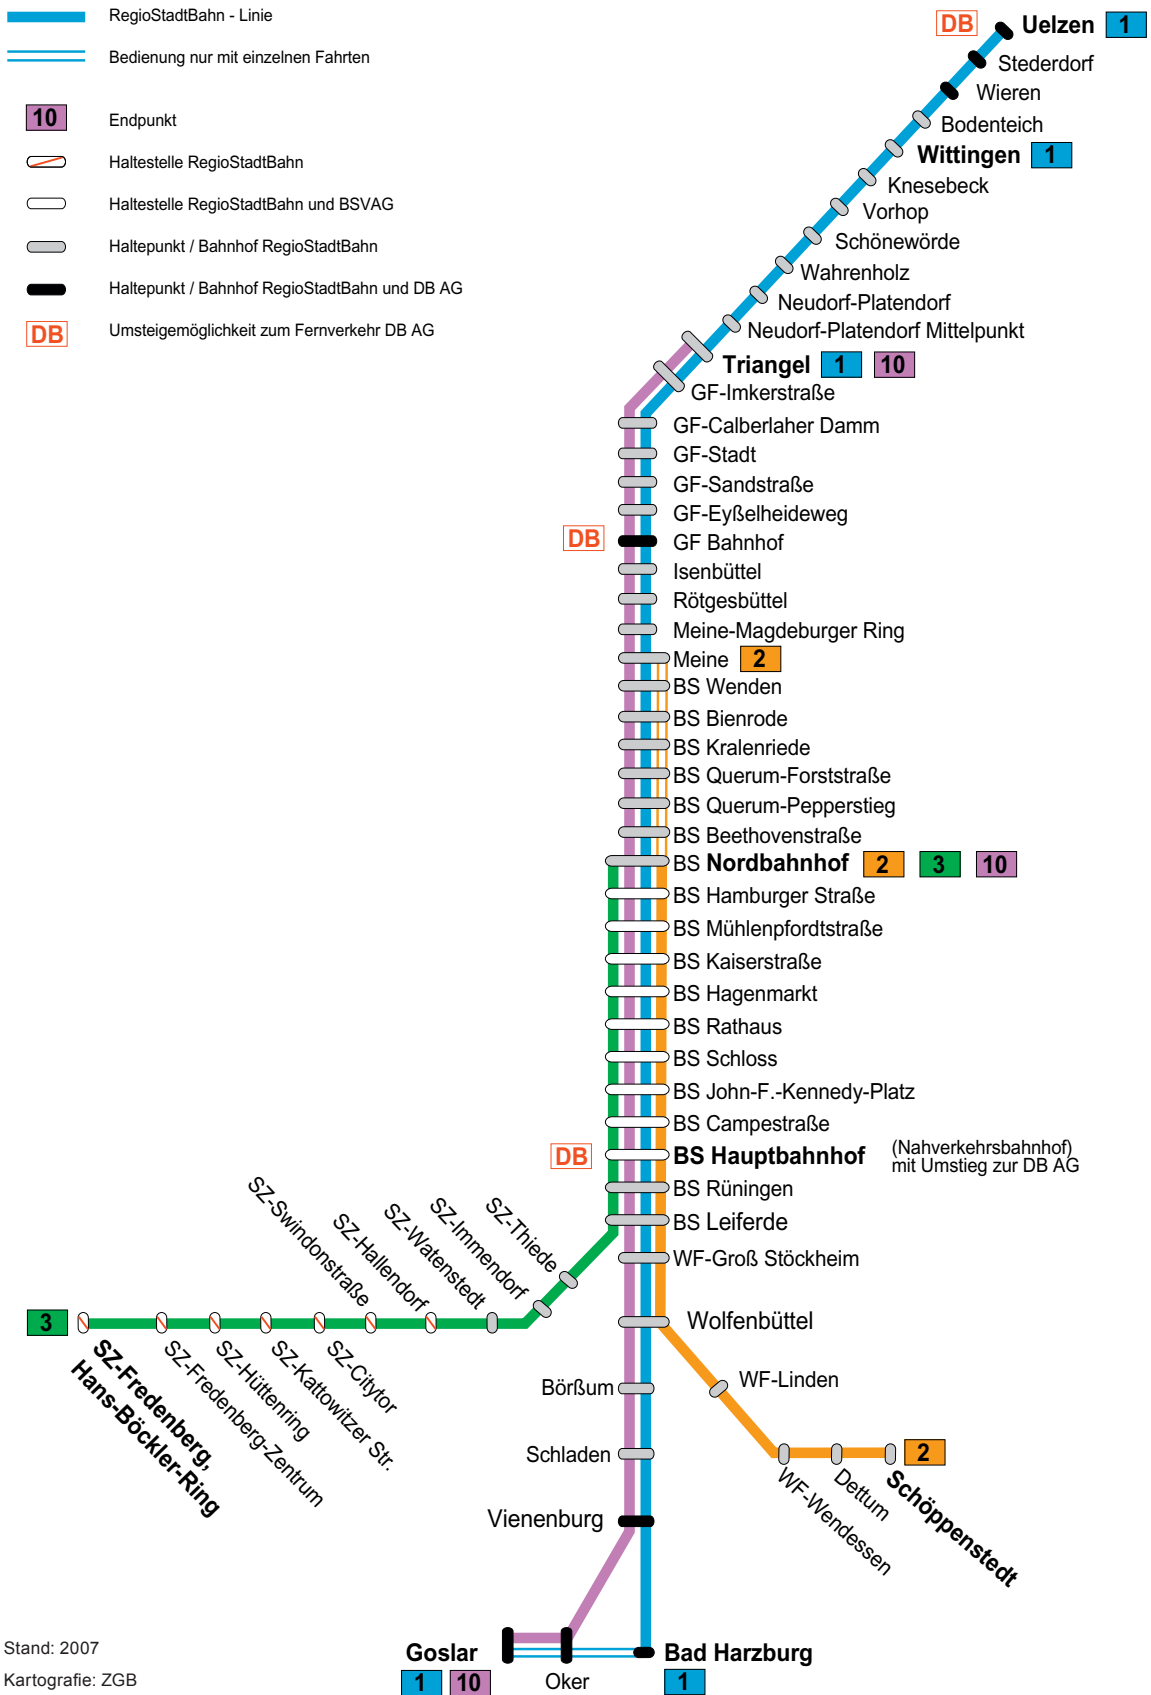 RegioStadtBahn - Linie
Bedienung nur mit einzelnen Fahrten
10 Endpunkt
Haltestelle RegioStadtBahn
Haltestelle RegioStadtBahn und BSVAG
Haltepunkt / Bahnhof RegioStadtBahn
Haltepunkt / Bahnhof RegioStadtBahn und DB AG
DB Umsteigemöglichkeit zum Fernverkehr DB AG
DB Uelzen 1
Stederdorf
Wieren
Bodenteich
Wittingen 1
Knesebeck
Vorhop
Schönewörde
Wahrenholz
Neudorf-Platendorf
Neudorf-Platendorf Mittelpunkt
Triangel 1 10
GF-Imkerstraße
GF-Calberlaher Damm
GF-Stadt
GF-Sandstraße
GF-Eyßelheideweg
DB GF Bahnhof
Isenbüttel
Rötgesbüttel
Meine-Magdeburger Ring
Meine 2
BS Wenden
BS Bienrode
BS Kralenriede
BS Querum-Forststraße
BS Querum-Pepperstieg
BS Beethovenstraße
BS Nordbahnhof 2 3 10
BS Hamburger Straße
BS Mühlenpfordtstraße
BS Kaiserstraße
BS Hagenmarkt
BS Rathaus
BS Schloss
BS John-F.-Kennedy-Platz
BS Campestraße
DB BS Hauptbahnhof (Nahverkehrsbahnhof)
mit Umstieg zur DB AG
BS Rüningen
BS Leiferde
WF-Groß Stöckheim
Wolfenbüttel
SZ-Swindonstraße
SZ-Hallendorf
SZ-Watenstedt
SZ-Immendorf
SZ-Thiede
3
SZ-Fredenberg,
Hans-Böckler-Ring
SZ-Fredenberg-Zentrum
SZ-Hüttenring
SZ-Kattowitzer Str.
SZ-Citytor
WF-Linden
WF-Wendessen
Dettum
Schöppenstedt
2
Börßum
Schladen
Vienenburg
Goslar
1 10
Oker
Bad Harzburg
1
Stand: 2007
Kartografie: ZGB